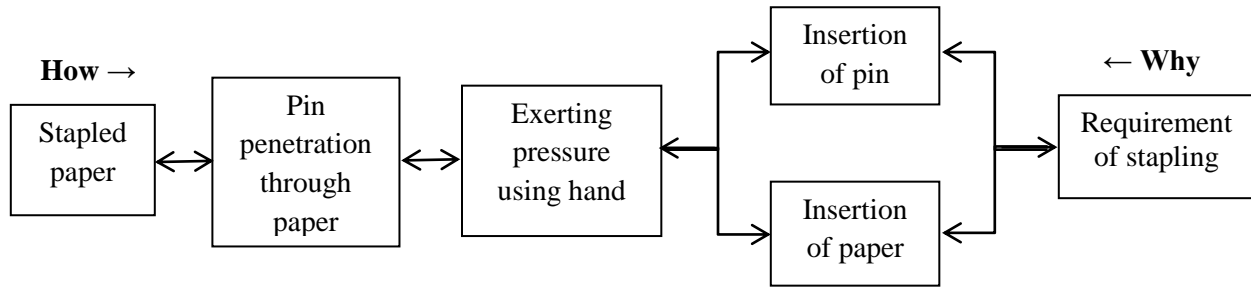 How →
Stapled
paper
Pin
penetration
through
paper
Exerting
pressure
using hand
Insertion
of pin
Insertion
of paper
← Why
Requirement
of stapling